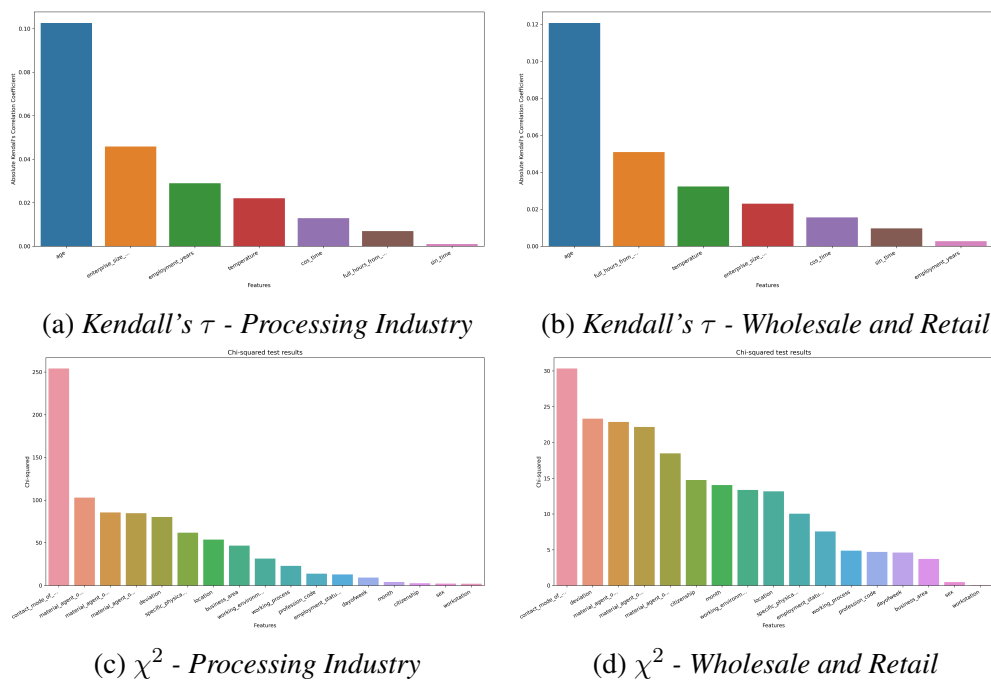 0.10
0.08
0.06
0.04
0.02
0.00
Absolute Kendall's Correlation Coefficient
age
enterprise_size_...
employment_years
temperature
cos_time
full_hours_from_...
sin_time
Features
(a) Kendall's τ - Processing Industry
0.12
0.10
0.08
0.06
0.04
0.02
0.00
Absolute Kendall's Correlation Coefficient
age
full_hours_from_...
temperature
enterprise_size_...
cos_time
sin_time
employment_years
Features
(b) Kendall's τ - Wholesale and Retail
Chi-squared test results
250
200
150
100
50
0
Chi-squared
contact_mode_of_...
material_agent_o...
material_agent_o...
material_agent_o...
deviation
specific_physica...
location
business_area
working_environm...
working_process
profession_code
employment_statu...
dayofweek
month
citizenship
sex
workstation
Features
(c) χ² - Processing Industry
Chi-squared test results
30
25
20
15
10
5
0
Chi-squared
contact_mode_of_...
deviation
material_agent_o...
material_agent_o...
material_agent_o...
citizenship
month
working_environm...
location
specific_physica...
employment_statu...
working_process
profession_code
dayofweek
business_area
sex
workstation
Features
(d) χ² - Wholesale and Retail